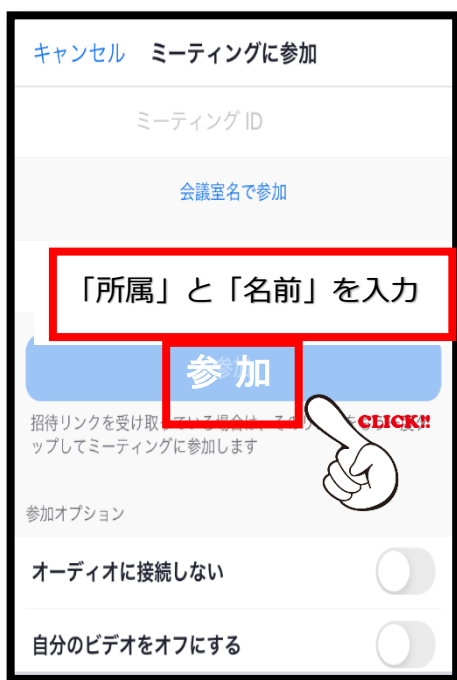 キャンセル ミーティングに参加
ミーティング ID
会議室名で参加
「所属」と「名前」を入力
参加
招待リンクを受け取っている場合は、その
CLICK!!
ップしてミーティングに参加します
参加オプション
オーディオに接続しない
自分のビデオをオフにする